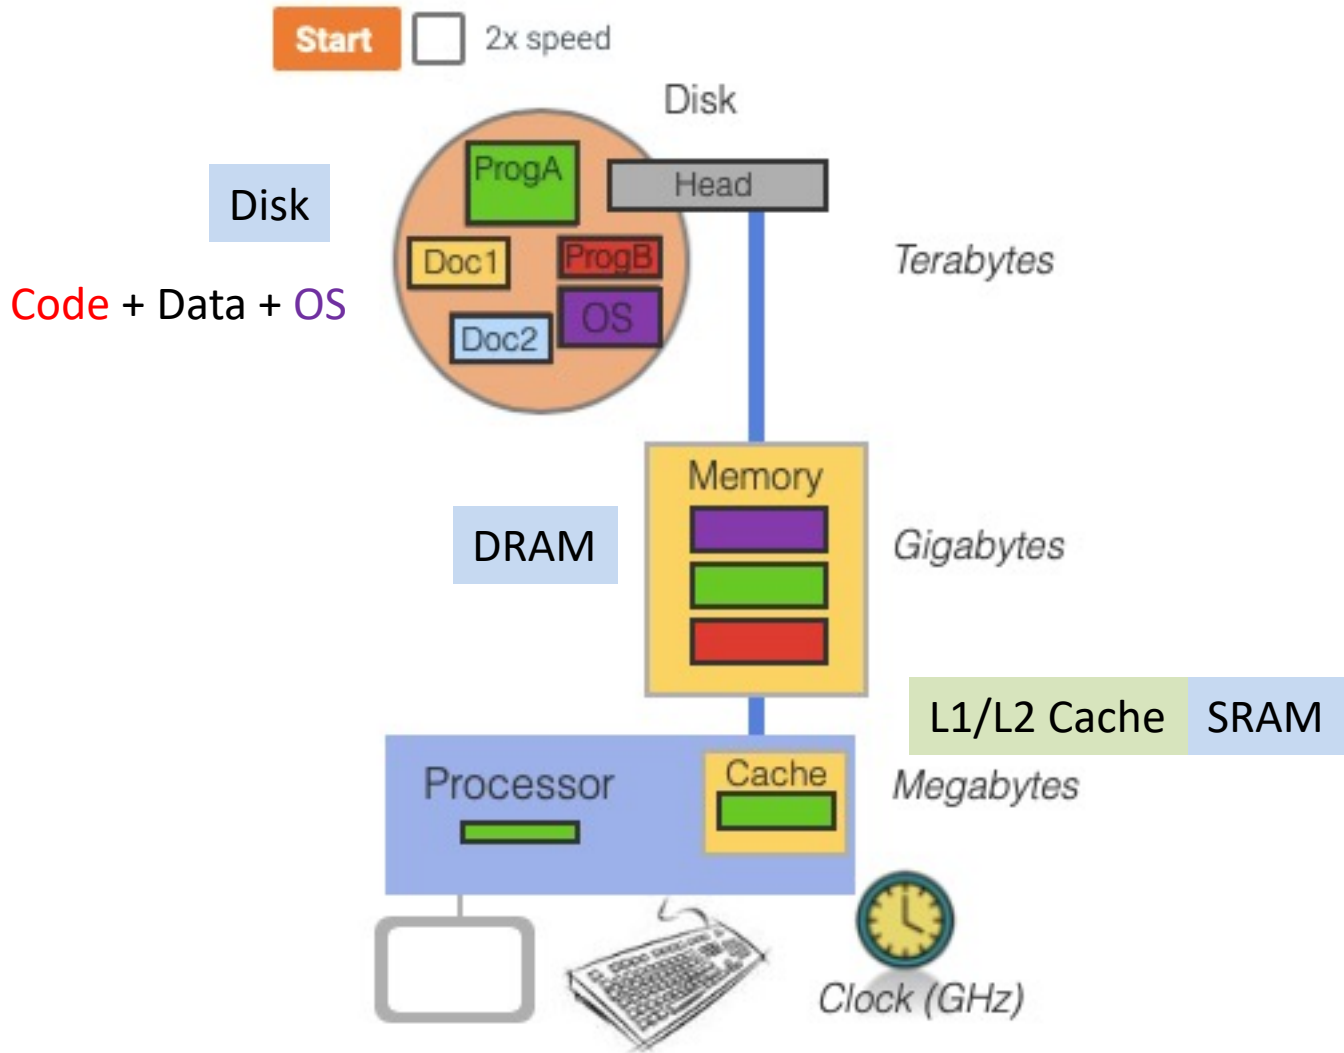 Start
2x speed
Disk
ProgA
Head
Disk
Doc1
ProgB
Terabytes
Code + Data + OS
OS
Doc2
Memory
DRAM
Gigabytes
L1/L2 Cache
SRAM
Processor
Cache
Megabytes
Clock (GHz)